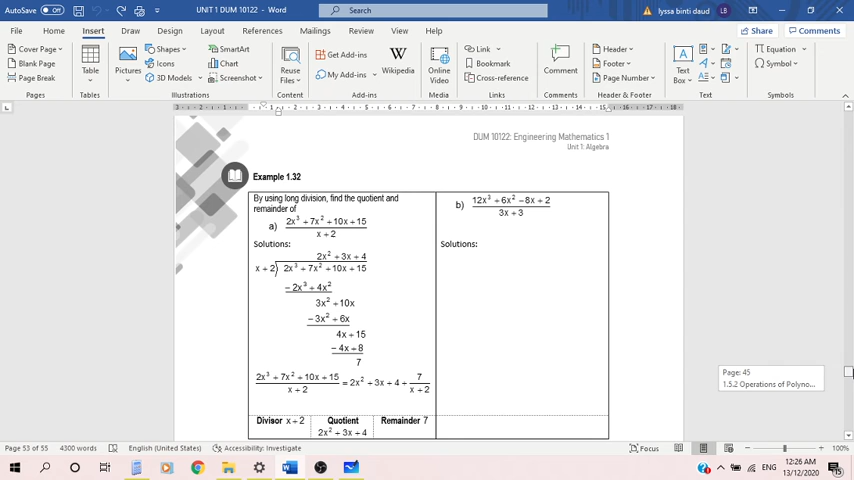 AutoSave Off
UNIT 1 DUM 10122 - Word
Search
lyssa binti daud
LB
File Home Insert Draw Design Layout References Mailings Review View Help
Share Comments
Cover Page
Blank Page
Page Break
Pages
Table
Tables
Pictures
Shapes
Icons
3D Models
SmartArt
Chart
Screenshot
Illustrations
Reuse
Files
Content
Get Add-ins
My Add-ins
Wikipedia
Add-ins
Online
Video
Media
Link
Bookmark
Cross-reference
Links
Comment
Comments
Header
Footer
Page Number
Header & Footer
Text
Box
Text
Equation
Symbol
Symbols
DUM 10122: Engineering Mathematics 1
Unit 1: Algebra
Example 1.32
By using long division, find the quotient and
remainder of
a) 2x³ + 7x² + 10x + 15
x + 2
Solutions:
2x² + 3x + 4
x + 2) 2x³ + 7x² + 10x + 15
− 2x³ + 4x²
3x² + 10x
− 3x² + 6x
4x + 15
− 4x + 8
7
2x³ + 7x² + 10x + 15 / x + 2 = 2x² + 3x + 4 + 7 / x + 2
Divisor x + 2
Quotient
2x² + 3x + 4
Remainder 7
b) 12x³ + 6x² − 8x + 2
3x + 3
Solutions:
Page: 45
1.5.2 Operations of Polyno...
Page 53 of 55 4300 words English (United States) Accessibility: Investigate
Focus
100%
ENG
12:26 AM
13/12/2020
15